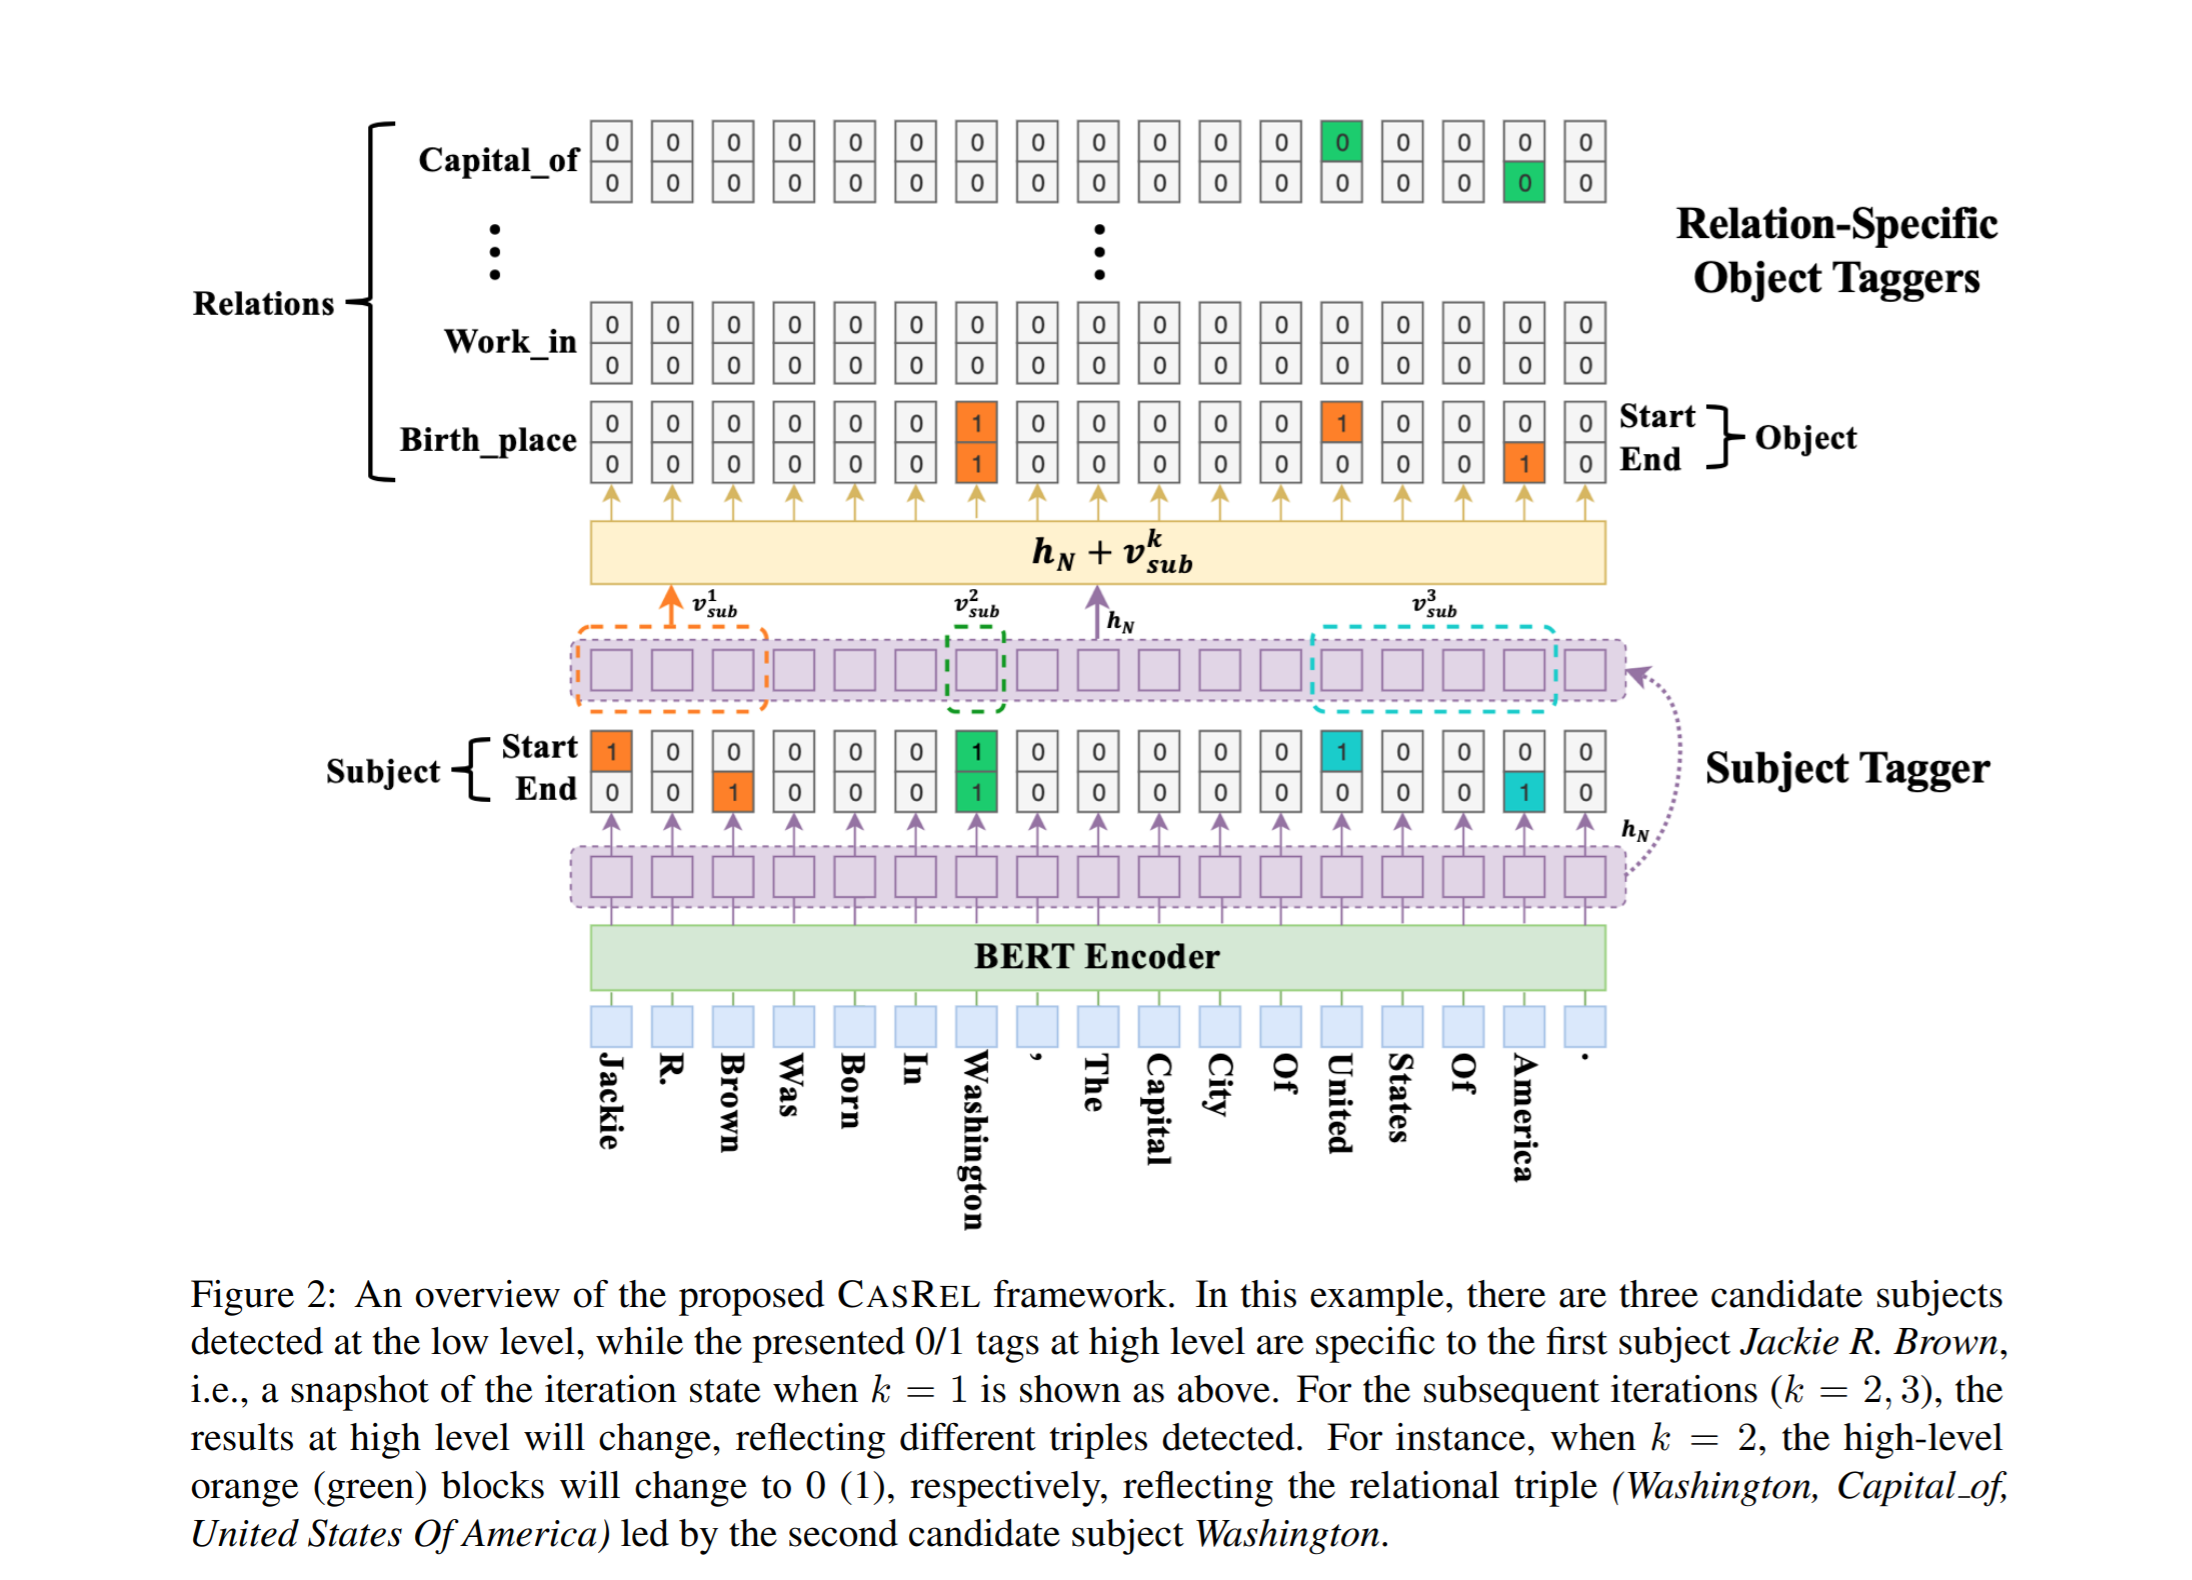 Capital_of 0 0 0 0 0 0 0 0 0 0 0 0 0 0 0 0 0
0 0 0 0 0 0 0 0 0 0 0 0 0 0 0 0 0
Relation-Specific
Object Taggers
Relations
Work_in 0 0 0 0 0 0 0 0 0 0 0 0 0 0 0 0 0
0 0 0 0 0 0 0 0 0 0 0 0 0 0 0 0 0
Birth_place 0 0 0 0 0 0 1 0 0 0 0 0 1 0 0 0 0 Start
0 0 0 0 0 0 1 0 0 0 0 0 0 0 0 1 0 End
Object
h_N + v^k_sub
v^1_sub v^2_sub h_N v^3_sub
Subject
Start 1 0 0 0 0 0 1 0 0 0 0 0 1 0 0 0 0
End 0 0 1 0 0 0 1 0 0 0 0 0 0 0 0 1 0
Subject Tagger
h_N
BERT Encoder
Jackie R. Brown Was Born In Washington , The Capital City Of United States Of America .
Figure 2: An overview of the proposed CASREL framework. In this example, there are three candidate subjects
detected at the low level, while the presented 0/1 tags at high level are specific to the first subject Jackie R. Brown,
i.e., a snapshot of the iteration state when k = 1 is shown as above. For the subsequent iterations (k = 2, 3), the
results at high level will change, reflecting different triples detected. For instance, when k = 2, the high-level
orange (green) blocks will change to 0 (1), respectively, reflecting the relational triple (Washington, Capital_of,
United States Of America) led by the second candidate subject Washington.